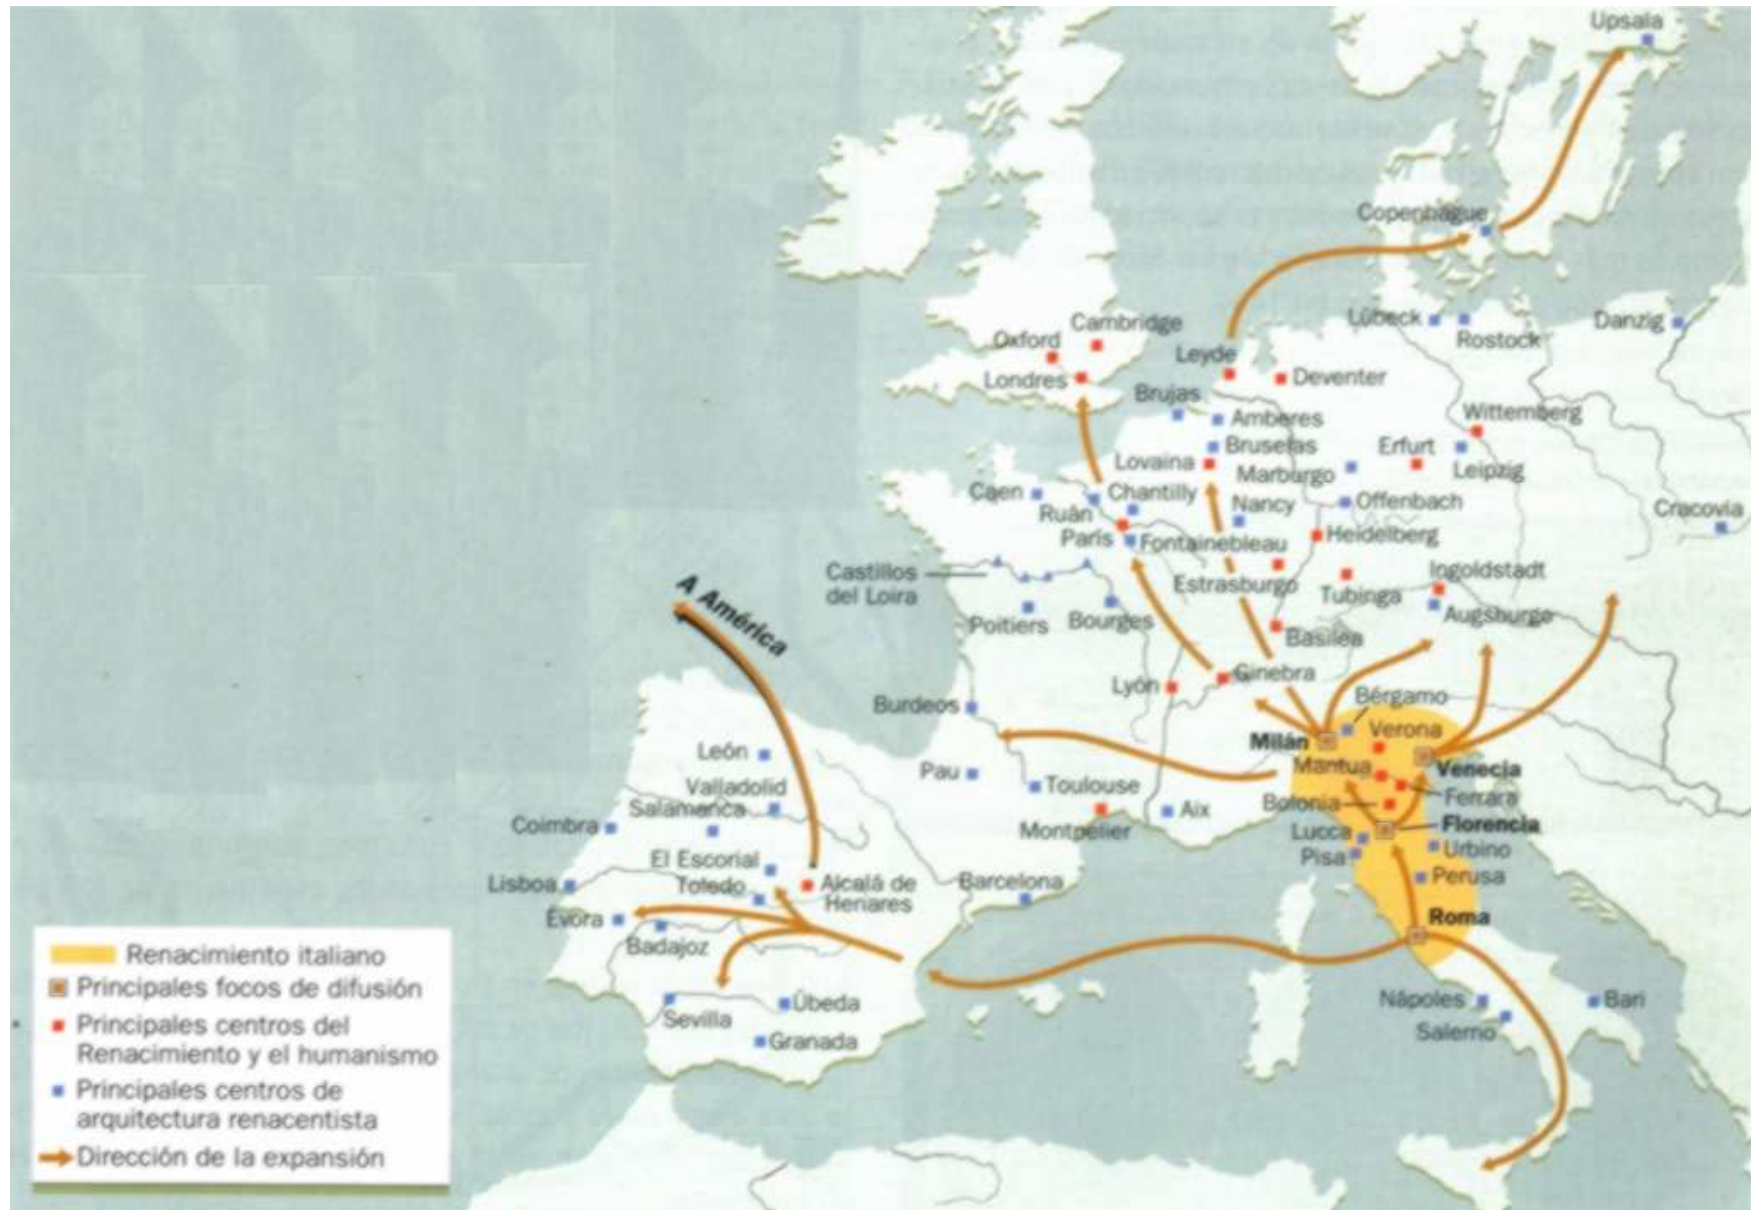 Upsala
Copenhague
Lübeck
Rostock
Danzig
Cambridge
Oxford
Londres
Leyde
Deventer
Brujas
Amberes
Bruselas
Lovaina
Wittemberg
Erfurt
Leipzig
Marburgo
Caen
Chantilly
Ruán
Nancy
Offenbach
Cracovia
París
Fontainebleau
Heidelberg
Castillos
del Loira
Estrasburgo
Tubinga
Ingoldstadt
Augsburgo
Poitiers
Bourges
Basilea
A América
Lyón
Ginebra
Burdeos
Bérgamo
Verona
Milán
León
Pau
Toulouse
Mantua
Venecia
Valladolid
Salamanca
Bolonia
Ferrara
Coimbra
Montpelier
Aix
Lucca
Florencia
Pisa
Urbino
El Escorial
Toledo
Lisboa
Alcalá de
Henares
Barcelona
Perusa
Évora
Badajoz
Roma
Sevilla
Úbeda
Granada
Nápoles
Salerno
Bari
Renacimiento italiano
Principales focos de difusión
Principales centros del
Renacimiento y el humanismo
Principales centros de
arquitectura renacentista
Dirección de la expansión